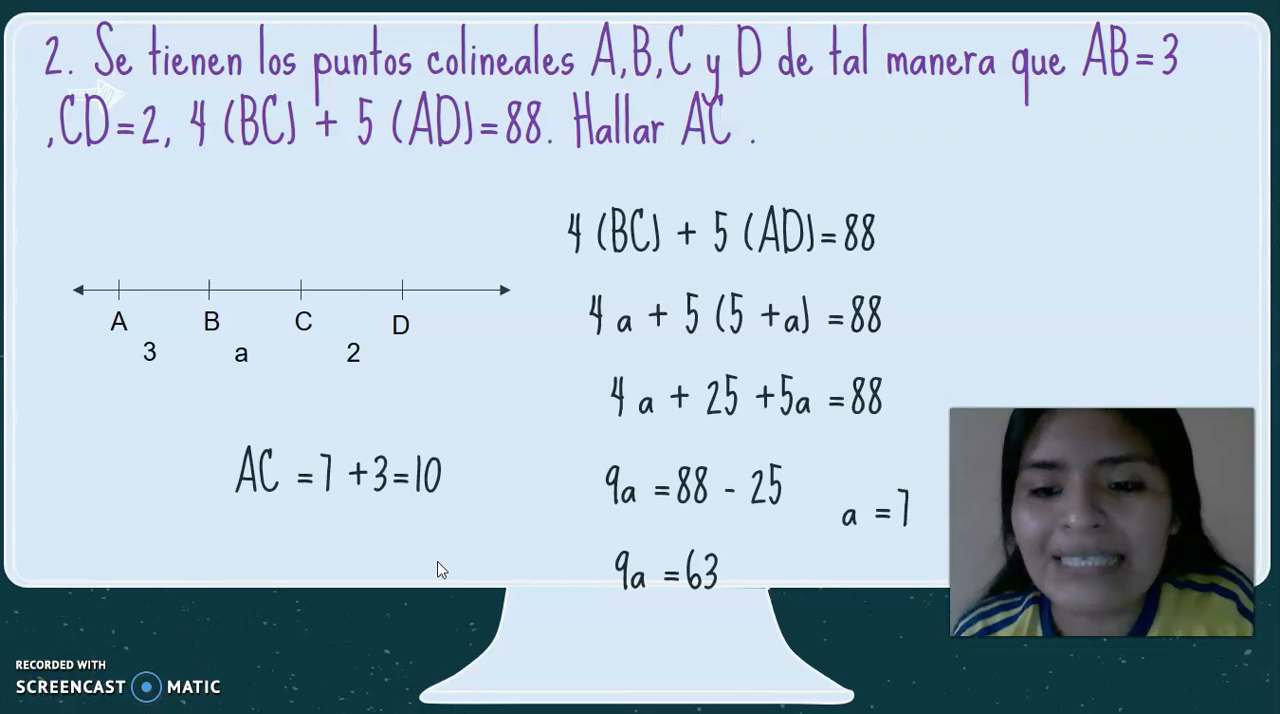 2. Se tienen los puntos colineales A,B,C y D de tal manera que AB=3
,CD=2, 4 (BC) + 5 (AD)=88. Hallar AC .
4 (BC) + 5 (AD)=88
4 a + 5 (5 +a) =88
A B C D
3 a 2
4 a + 25 +5a =88
AC =7 +3=10
9a =88 - 25
a =7
9a =63
RECORDED WITH
SCREENCAST MATIC